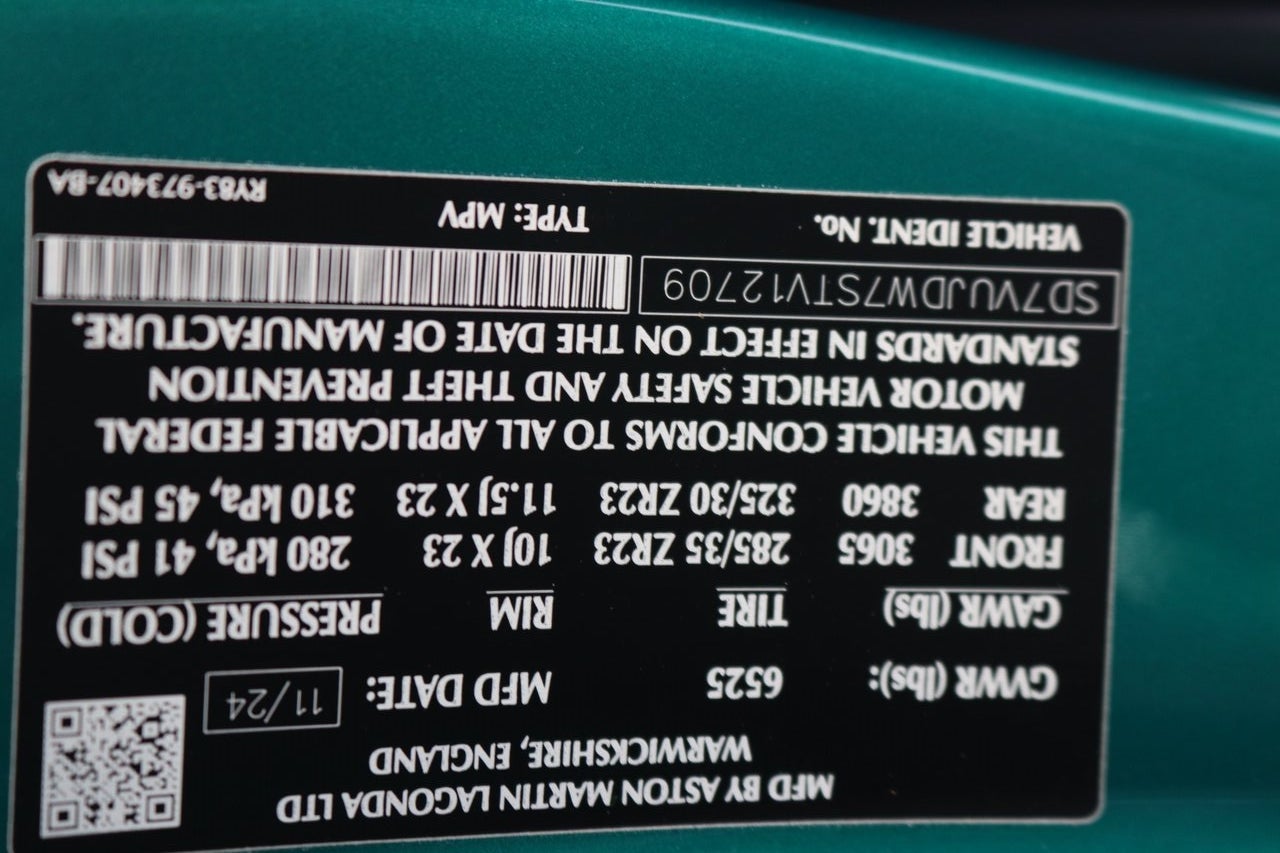 MFD BY ASTON MARTIN LAGONDA LTD
WARWICKSHIRE, ENGLAND
GVWR (lbs): 6525 MFD DATE: 11/24
GAWR (lbs) TIRE RIM PRESSURE (COLD)
FRONT 3065 285/35 ZR23 10J X 23 280 kPa, 41 PSI
REAR 3860 325/30 ZR23 11.5J X 23 310 kPa, 45 PSI
THIS VEHICLE CONFORMS TO ALL APPLICABLE FEDERAL
MOTOR VEHICLE SAFETY AND THEFT PREVENTION
STANDARDS IN EFFECT ON THE DATE OF MANUFACTURE.
SD7VUJDW7STV12709
VEHICLE IDENT. No. TYPE: MPV
RY83-973407-BA